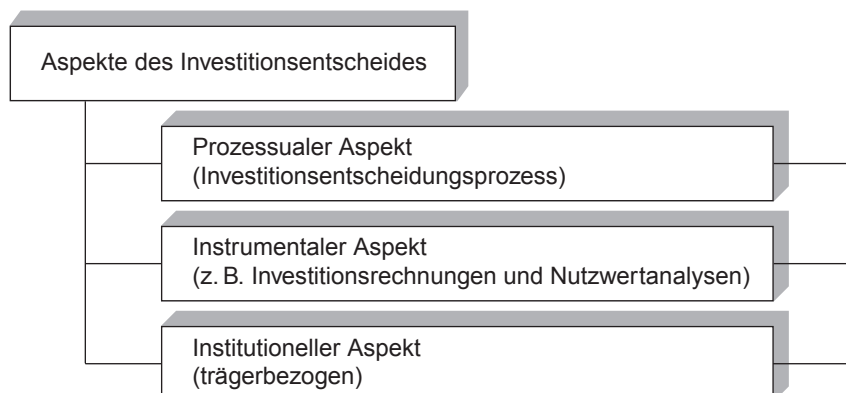 Aspekte des Investitionsentscheides
Prozessualer Aspekt
(Investitionsentscheidungsprozess)
Instrumentaler Aspekt
(z. B. Investitionsrechnungen und Nutzwertanalysen)
Institutioneller Aspekt
(trägerbezogen)